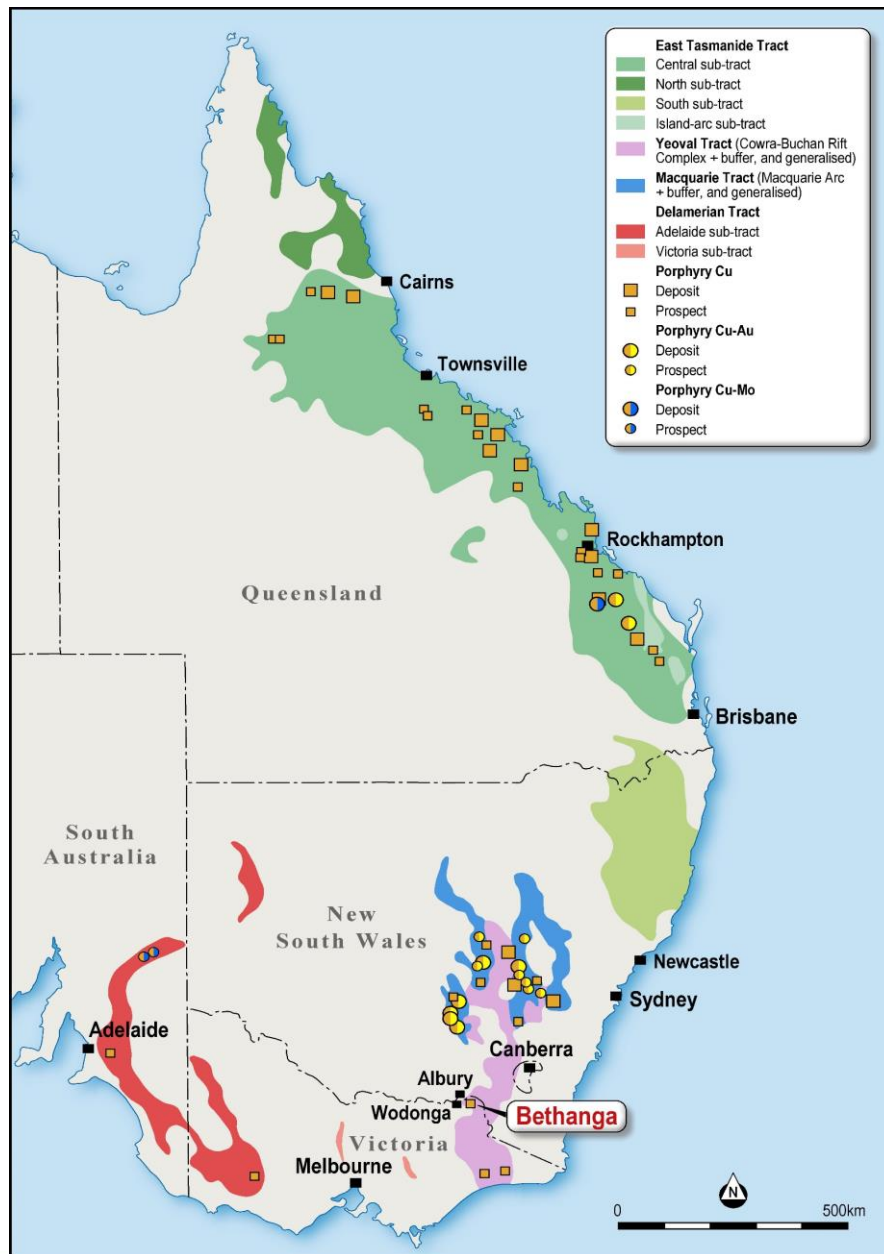 East Tasmanide Tract
Central sub-tract
North sub-tract
South sub-tract
Island-arc sub-tract
Yeoval Tract (Cowra-Buchan Rift
Complex + buffer, and generalised)
Macquarie Tract (Macquarie Arc
+ buffer, and generalised)
Delamerian Tract
Adelaide sub-tract
Victoria sub-tract
Porphyry Cu
Deposit
Prospect
Porphyry Cu-Au
Deposit
Prospect
Porphyry Cu-Mo
Deposit
Prospect
Cairns
Townsville
Rockhampton
Queensland
Brisbane
South
Australia
New
South Wales
Newcastle
Sydney
Adelaide
Canberra
Albury
Wodonga
Bethanga
Victoria
Melbourne
N
0 500km